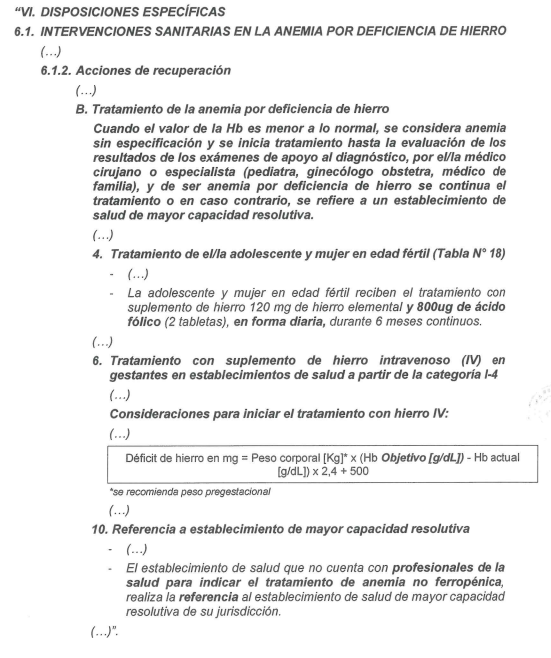 “VI. DISPOSICIONES ESPECÍFICAS
6.1. INTERVENCIONES SANITARIAS EN LA ANEMIA POR DEFICIENCIA DE HIERRO
(...)
6.1.2. Acciones de recuperación
(...)
B. Tratamiento de la anemia por deficiencia de hierro
Cuando el valor de la Hb es menor a lo normal, se considera anemia
sin especificación y se inicia tratamiento hasta la evaluación de los
resultados de los exámenes de apoyo al diagnóstico, por el/la médico
cirujano o especialista (pediatra, ginecólogo obstetra, médico de
familia), y de ser anemia por deficiencia de hierro se continua el
tratamiento o en caso contrario, se refiere a un establecimiento de
salud de mayor capacidad resolutiva.
(...)
4. Tratamiento de el/la adolescente y mujer en edad fértil (Tabla N° 18)
- (...)
- La adolescente y mujer en edad fértil reciben el tratamiento con
suplemento de hierro 120 mg de hierro elemental y 800ug de ácido
fólico (2 tabletas), en forma diaria, durante 6 meses continuos.
(...)
6. Tratamiento con suplemento de hierro intravenoso (IV) en
gestantes en establecimientos de salud a partir de la categoría I-4
(...)
Consideraciones para iniciar el tratamiento con hierro IV:
(...)
Déficit de hierro en mg = Peso corporal [Kg]* x (Hb Objetivo [g/dL]) - Hb actual
[g/dL]) x 2,4 + 500
*se recomienda peso pregestacional
(...)
10. Referencia a establecimiento de mayor capacidad resolutiva
- (...)
- El establecimiento de salud que no cuenta con profesionales de la
salud para indicar el tratamiento de anemia no ferropénica,
realiza la referencia al establecimiento de salud de mayor capacidad
resolutiva de su jurisdicción.
(...)”.